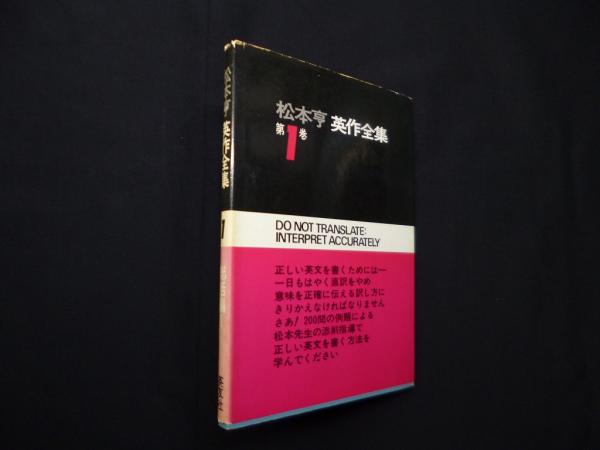 松本亨 英作全集
第1巻
DO NOT TRANSLATE:
INTERPRET ACCURATELY
正しい英文を書くためには——
一日もはやく直訳をやめ
意味を正確に伝える訳し方に
きりかえなければなりません
さあ! 200問の例題による
松本先生の添削指導で
正しい英文を書く方法を
学んでください
松本亨 英作全集 1
英友社